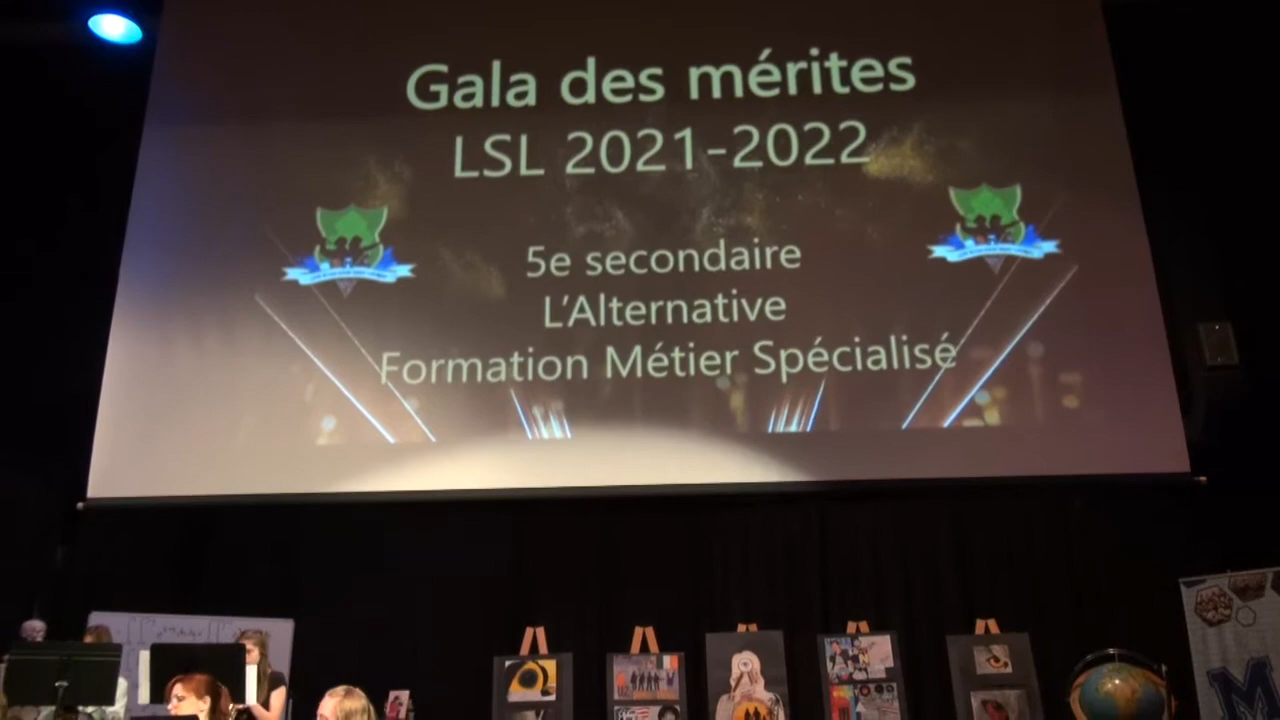 Gala des mérites
LSL 2021-2022
5e secondaire
L'Alternative
Formation Métier Spécialisé
M